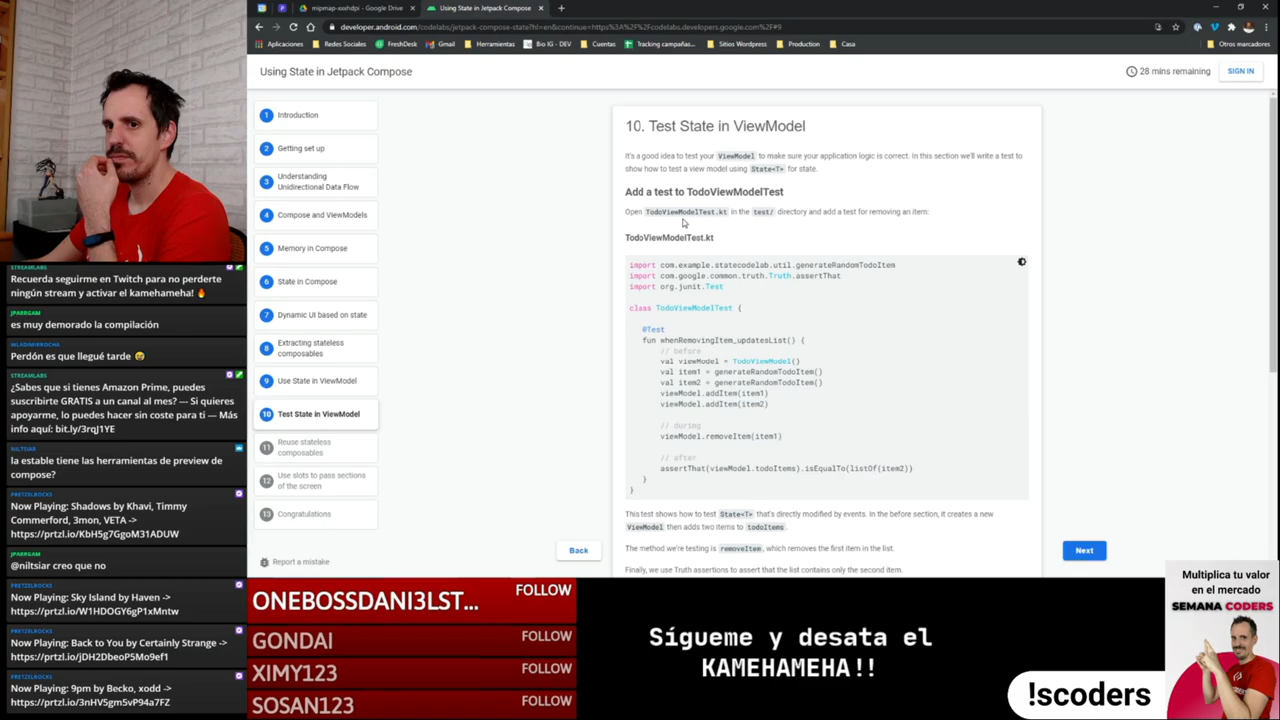 mipmap-xxhdpi - Google Drive
Using State in Jetpack Compose
developer.android.com/codelabs/jetpack-compose-state?hl=en&continue=https%3A%2F%2Fcodelabs.developers.google.com%2F#9
Aplicaciones
Redes Sociales
FreshDesk
Gmail
Herramientas
Bio IG - DEV
Cuentas
Tracking campañas...
Sitios Wordpress
Production
Casa
Otros marcadores
Using State in Jetpack Compose
28 mins remaining
SIGN IN
1 Introduction
2 Getting set up
3 Understanding
Unidirectional Data Flow
4 Compose and ViewModels
5 Memory in Compose
6 State in Compose
7 Dynamic UI based on state
8 Extracting stateless
composables
9 Use State in ViewModel
10 Test State in ViewModel
11 Reuse stateless
composables
12 Use slots to pass sections
of the screen
13 Congratulations
Report a mistake
10. Test State in ViewModel
It's a good idea to test your ViewModel to make sure your application logic is correct. In this section we'll write a test to
show how to test a view model using State<T> for state.
Add a test to TodoViewModelTest
Open TodoViewModelTest.kt in the test/ directory and add a test for removing an item:
TodoViewModelTest.kt
import com.example.statecodelab.util.generateRandomTodoItem
import com.google.common.truth.Truth.assertThat
import org.junit.Test
class TodoViewModelTest {
@Test
fun whenRemovingItem_updatesList() {
// before
val viewModel = TodoViewModel()
val item1 = generateRandomTodoItem()
val item2 = generateRandomTodoItem()
viewModel.addItem(item1)
viewModel.addItem(item2)
// during
viewModel.removeItem(item1)
// after
assertThat(viewModel.todoItems).isEqualTo(listOf(item2))
}
}
This test shows how to test State<T> that's directly modified by events. In the before section, it creates a new
ViewModel then adds two items to todoItems.
The method we're testing is removeItem, which removes the first item in the list.
Finally, we use Truth assertions to assert that the list contains only the second item.
Back
Next
STREAMLABS
Recuerda seguirme en Twitch para no perderte
ningún stream y activar el kamehameha! 🔥
JPARRGAM
es muy demorado la compilación
WLADIMIRROCHA
Perdón es que llegué tarde 😅
STREAMLABS
¿Sabes que si tienes Amazon Prime, puedes
suscribirte GRATIS a un canal al mes? --- Si quieres
apoyarme, lo puedes hacer sin coste para ti --- Más
info aquí: bit.ly/3rqJ1YE
NILTSIAR
la estable tiene las herramientas de preview de
compose?
PRETZELROCKS
Now Playing: Shadows by Khavi, Timmy
Commerford, 3mon, VETA ->
https://prtzl.io/WJH5g7GgoM31ADUW
JPARRGAM
@niltsiar creo que no
PRETZELROCKS
Now Playing: Sky Island by Haven ->
https://prtzl.io/W1HDOGY6gP1xMntw
PRETZELROCKS
Now Playing: Back to You by Certainly Strange ->
https://prtzl.io/jDH2DbeoP5Mo9ef1
PRETZELROCKS
Now Playing: 9pm by Becko, xodd ->
https://prtzl.io/3nHV5gm5vP94a7FZ
ONEBOSSDANI3LST... FOLLOW
GONDAI FOLLOW
XIMY123 FOLLOW
SOSAN123 FOLLOW
Sígueme y desata el
KAMEHAMEHA!!
Multiplica tu valor
en el mercado
SEMANA CODERS
!scoders